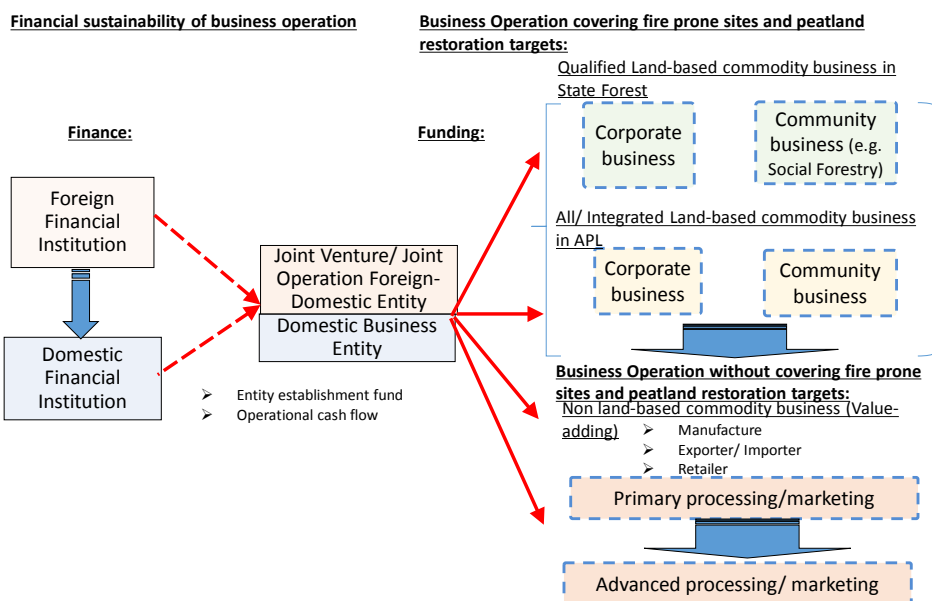 Financial sustainability of business operation
Business Operation covering fire prone sites and peatland
restoration targets:
Qualified Land-based commodity business in
State Forest
Finance:
Funding:
Corporate
business
Community
business (e.g.
Social Forestry)
Foreign
Financial
Institution
All/ Integrated Land-based commodity business
in APL
Joint Venture/ Joint
Operation Foreign-
Domestic Entity
Domestic Business
Entity
Corporate
business
Community
business
Domestic
Financial
Institution
➢ Entity establishment fund
➢ Operational cash flow
Business Operation without covering fire prone
sites and peatland restoration targets:
Non land-based commodity business (Value-
adding)
➢ Manufacture
➢ Exporter/ Importer
➢ Retailer
Primary processing/marketing
Advanced processing/ marketing